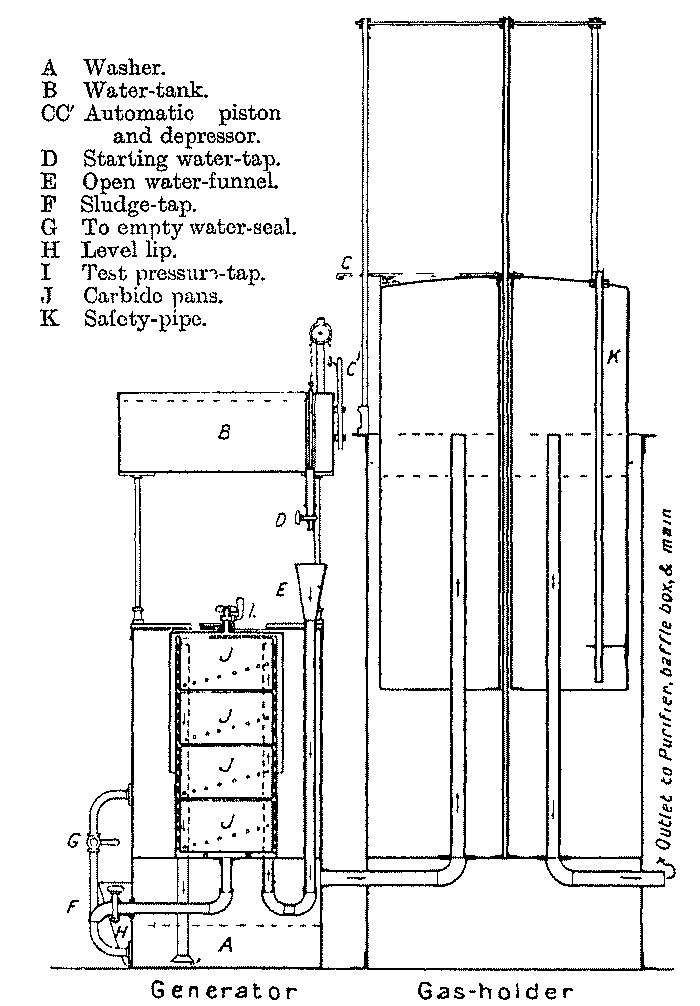 A Washer.
B Water-tank.
CC′ Automatic piston
and depressor.
D Starting water-tap.
E Open water-funnel.
F Sludge-tap.
G To empty water-seal.
H Level lip.
I Test pressure-tap.
J Carbide pans.
K Safety-pipe.
C
C′
K
B
D
E
I.
J
J
J
J
G
F
H
A
Outlet to Purifier, baffle box, & main
Generator
Gas-holder